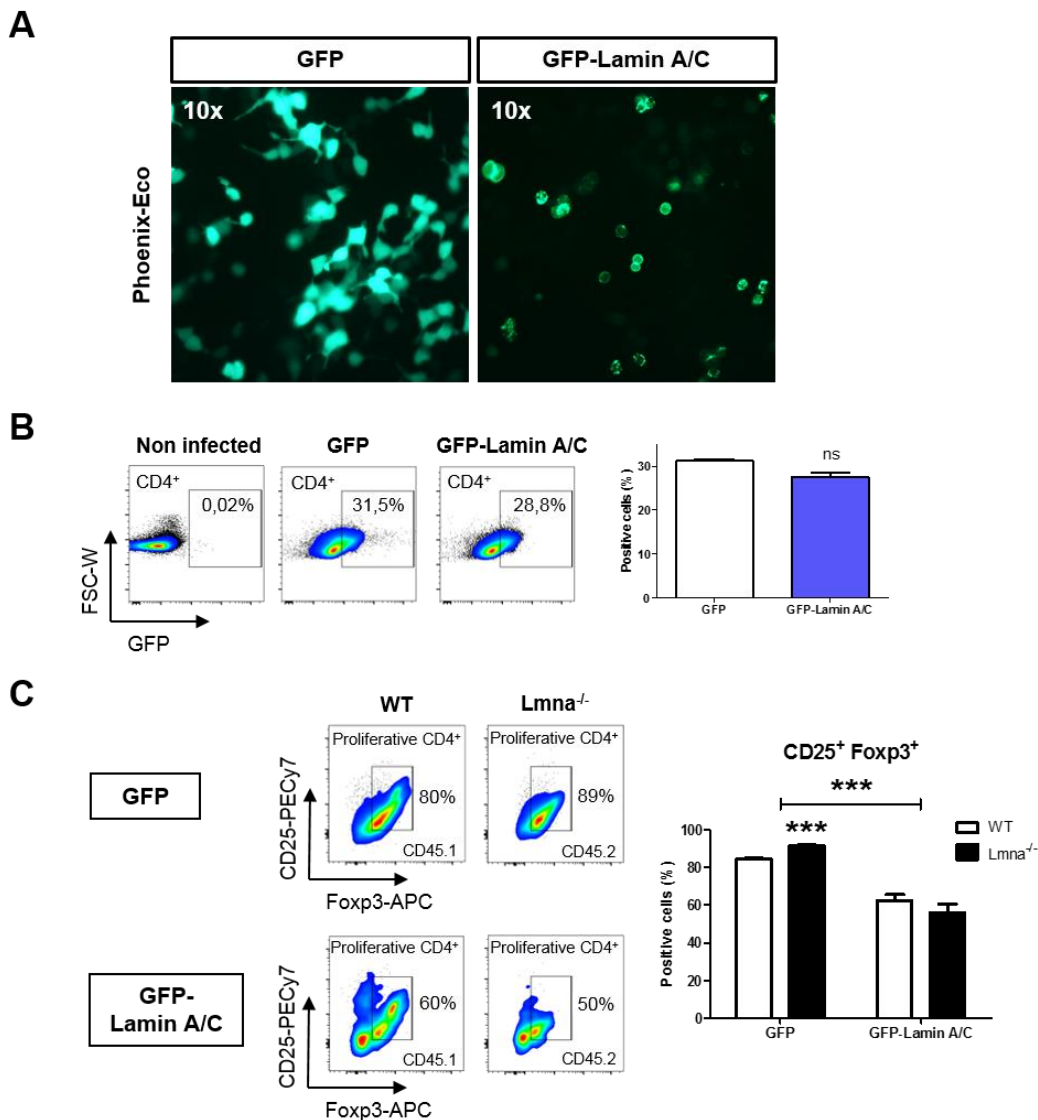 A
GFP
GFP-Lamin A/C
10x
10x
Phoenix-Eco
B
Non infected
GFP
GFP-Lamin A/C
CD4⁺
0,02%
CD4⁺
31,5%
CD4⁺
28,8%
FSC-W
GFP
ns
Positive cells (%)
30
20
10
0
GFP
GFP-Lamin A/C
C
WT
Lmna⁻/⁻
GFP
Proliferative CD4⁺
80%
CD45.1
Proliferative CD4⁺
89%
CD45.2
CD25-PECy7
Foxp3-APC
GFP-
Lamin A/C
Proliferative CD4⁺
60%
CD45.1
Proliferative CD4⁺
50%
CD45.2
CD25-PECy7
Foxp3-APC
CD25⁺ Foxp3⁺
***
***
WT
Lmna⁻/⁻
Positive cells (%)
100
80
60
40
20
0
GFP
GFP-Lamin A/C